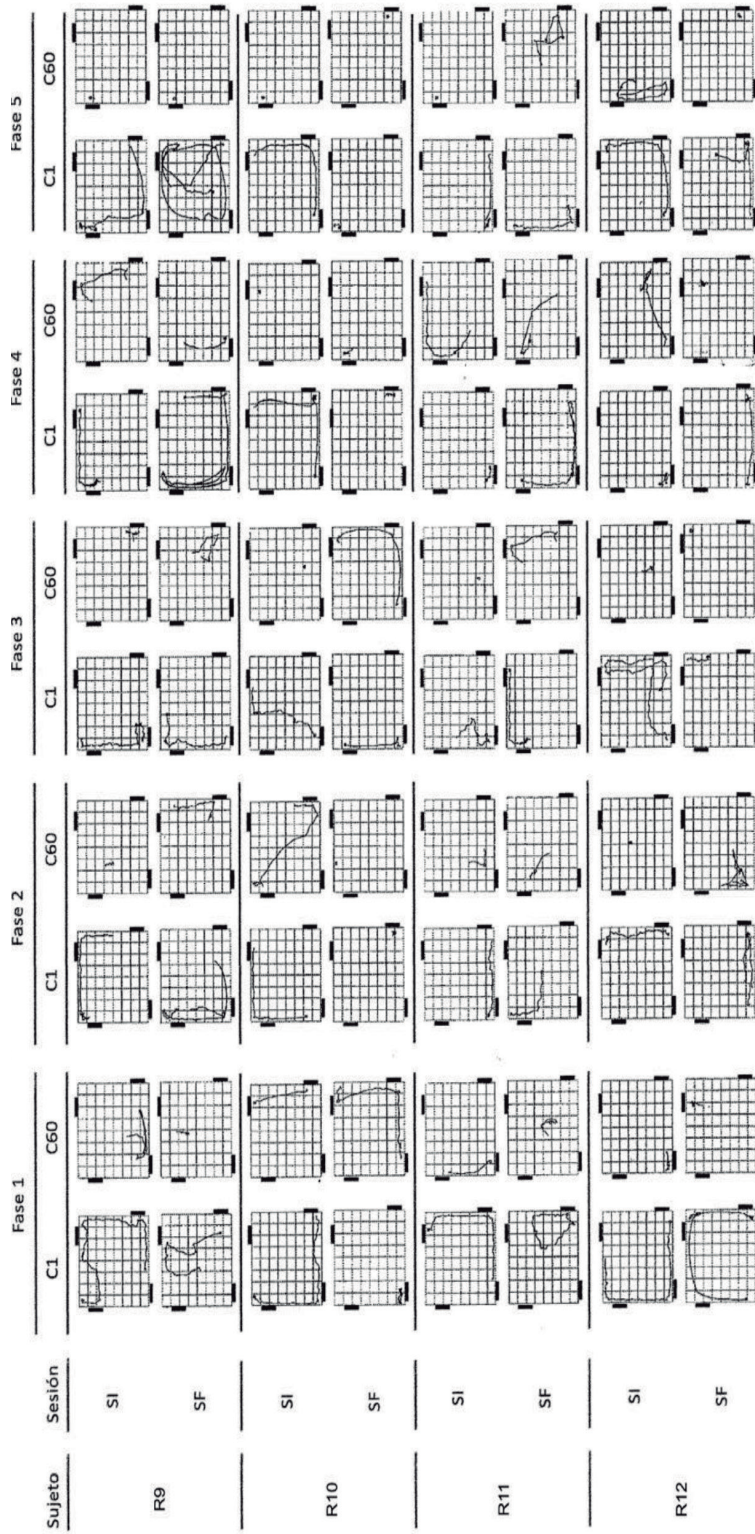 Fase 1 Fase 2 Fase 3 Fase 4 Fase 5
Sujeto Sesión C1 C60 C1 C60 C1 C60 C1 C60 C1 C60
R9
SI
SF
R10
SI
SF
R11
SI
SF
R12
SI
SF